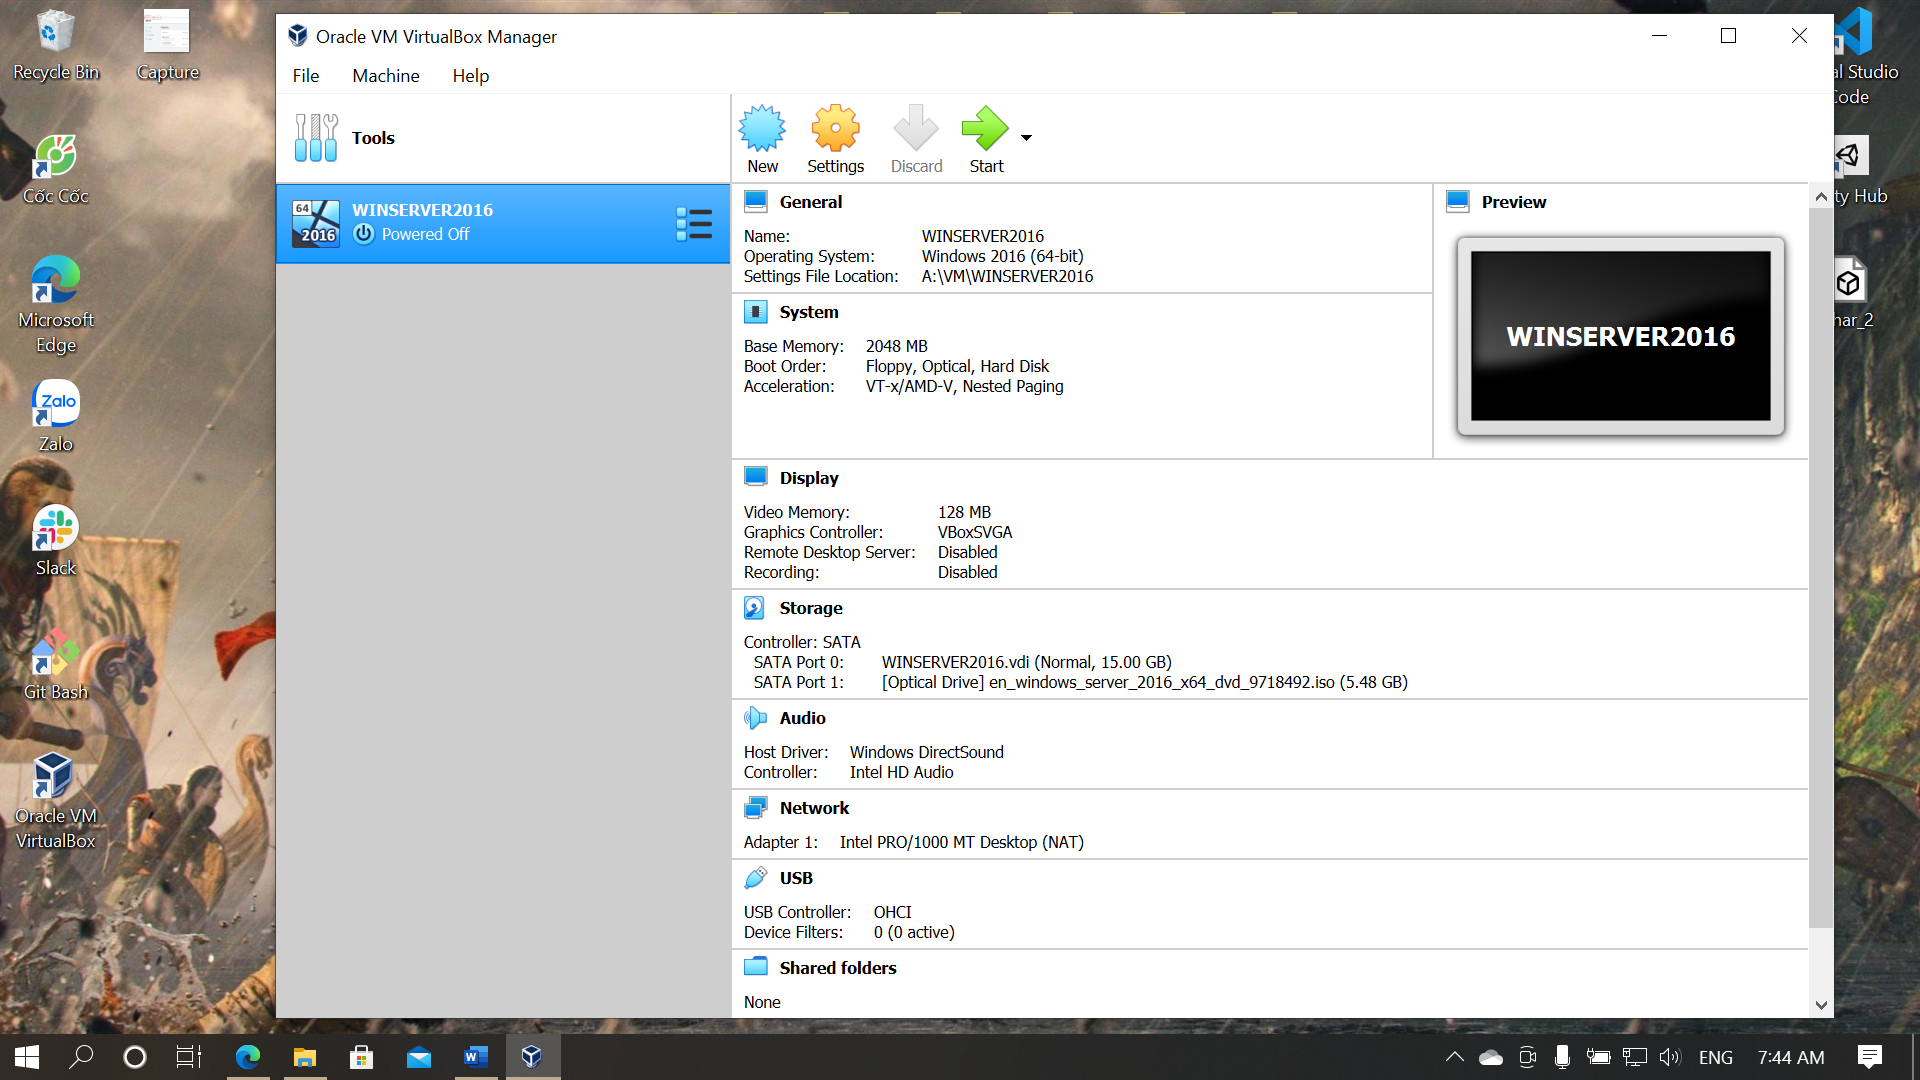 Recycle Bin
Capture
Cốc Cốc
Microsoft
Edge
Zalo
Zalo
Slack
Git Bash
Oracle VM
VirtualBox
Oracle VM VirtualBox Manager
File
Machine
Help
Tools
New
Settings
Discard
Start
64
2016
WINSERVER2016
Powered Off
General
Name: WINSERVER2016
Operating System: Windows 2016 (64-bit)
Settings File Location: A:\VM\WINSERVER2016
System
Base Memory: 2048 MB
Boot Order: Floppy, Optical, Hard Disk
Acceleration: VT-x/AMD-V, Nested Paging
Preview
WINSERVER2016
Display
Video Memory: 128 MB
Graphics Controller: VBoxSVGA
Remote Desktop Server: Disabled
Recording: Disabled
Storage
Controller: SATA
SATA Port 0: WINSERVER2016.vdi (Normal, 15.00 GB)
SATA Port 1: [Optical Drive] en_windows_server_2016_x64_dvd_9718492.iso (5.48 GB)
Audio
Host Driver: Windows DirectSound
Controller: Intel HD Audio
Network
Adapter 1: Intel PRO/1000 MT Desktop (NAT)
USB
USB Controller: OHCI
Device Filters: 0 (0 active)
Shared folders
None
al Studio
Code
ty Hub
har_2
ENG
7:44 AM